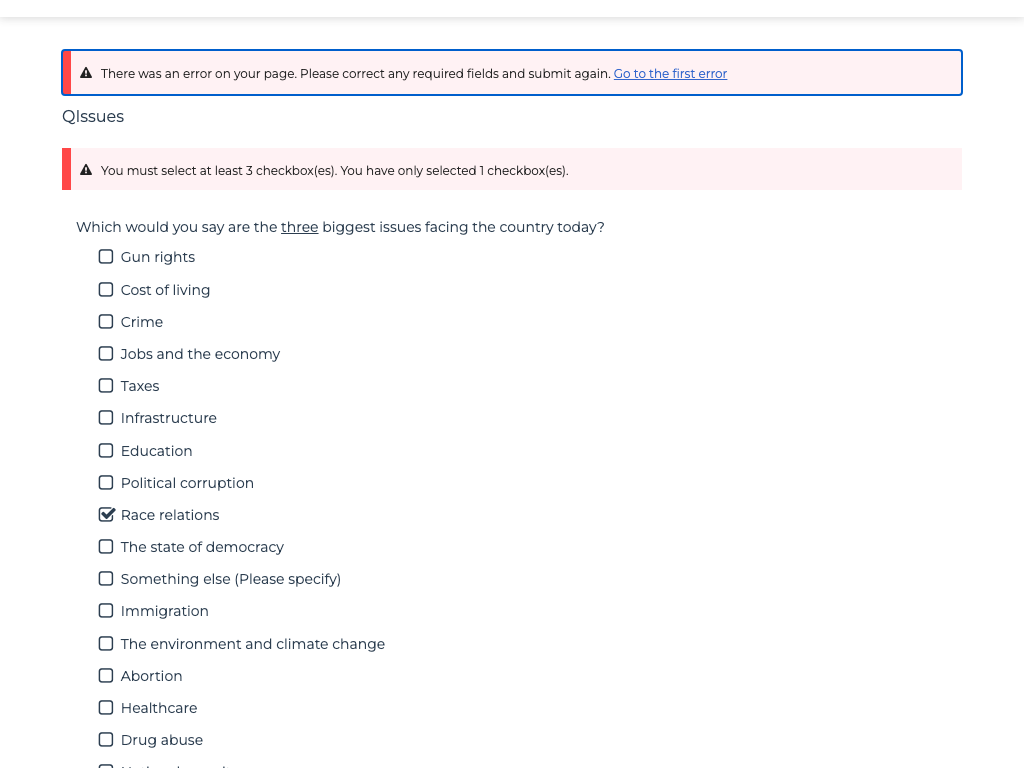 There was an error on your page. Please correct any required fields and submit again. Go to the first error
QIssues
You must select at least 3 checkbox(es). You have only selected 1 checkbox(es).
Which would you say are the three biggest issues facing the country today?
Gun rights
Cost of living
Crime
Jobs and the economy
Taxes
Infrastructure
Education
Political corruption
Race relations
The state of democracy
Something else (Please specify)
Immigration
The environment and climate change
Abortion
Healthcare
Drug abuse